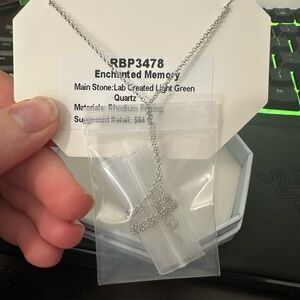 RBP3478
Enchanted Memory
Main Stone:Lab Created Light Green
Quartz
Materials: Rhodium Plating
Suggested Retail: $84